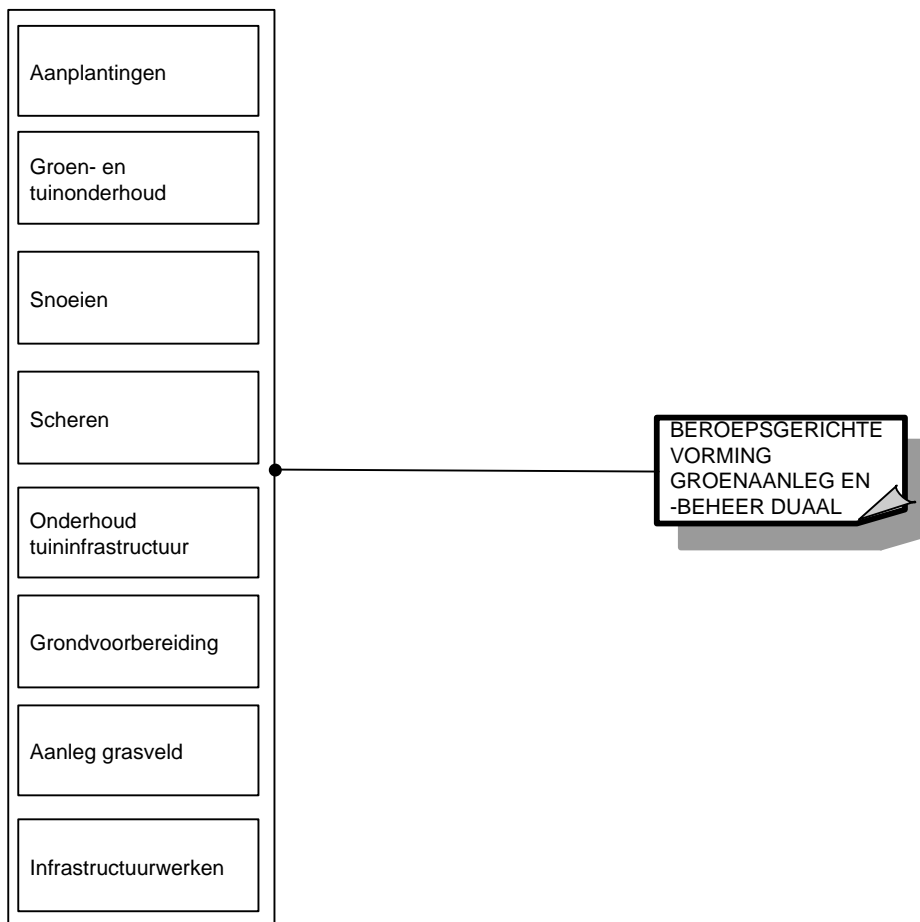 Aanplantingen
Groen- en
tuinonderhoud
Snoeien
Scheren
Onderhoud
tuininfrastructuur
Grondvoorbereiding
Aanleg grasveld
Infrastructuurwerken
BEROEPSGERICHTE
VORMING
GROENAANLEG EN
-BEHEER DUAAL